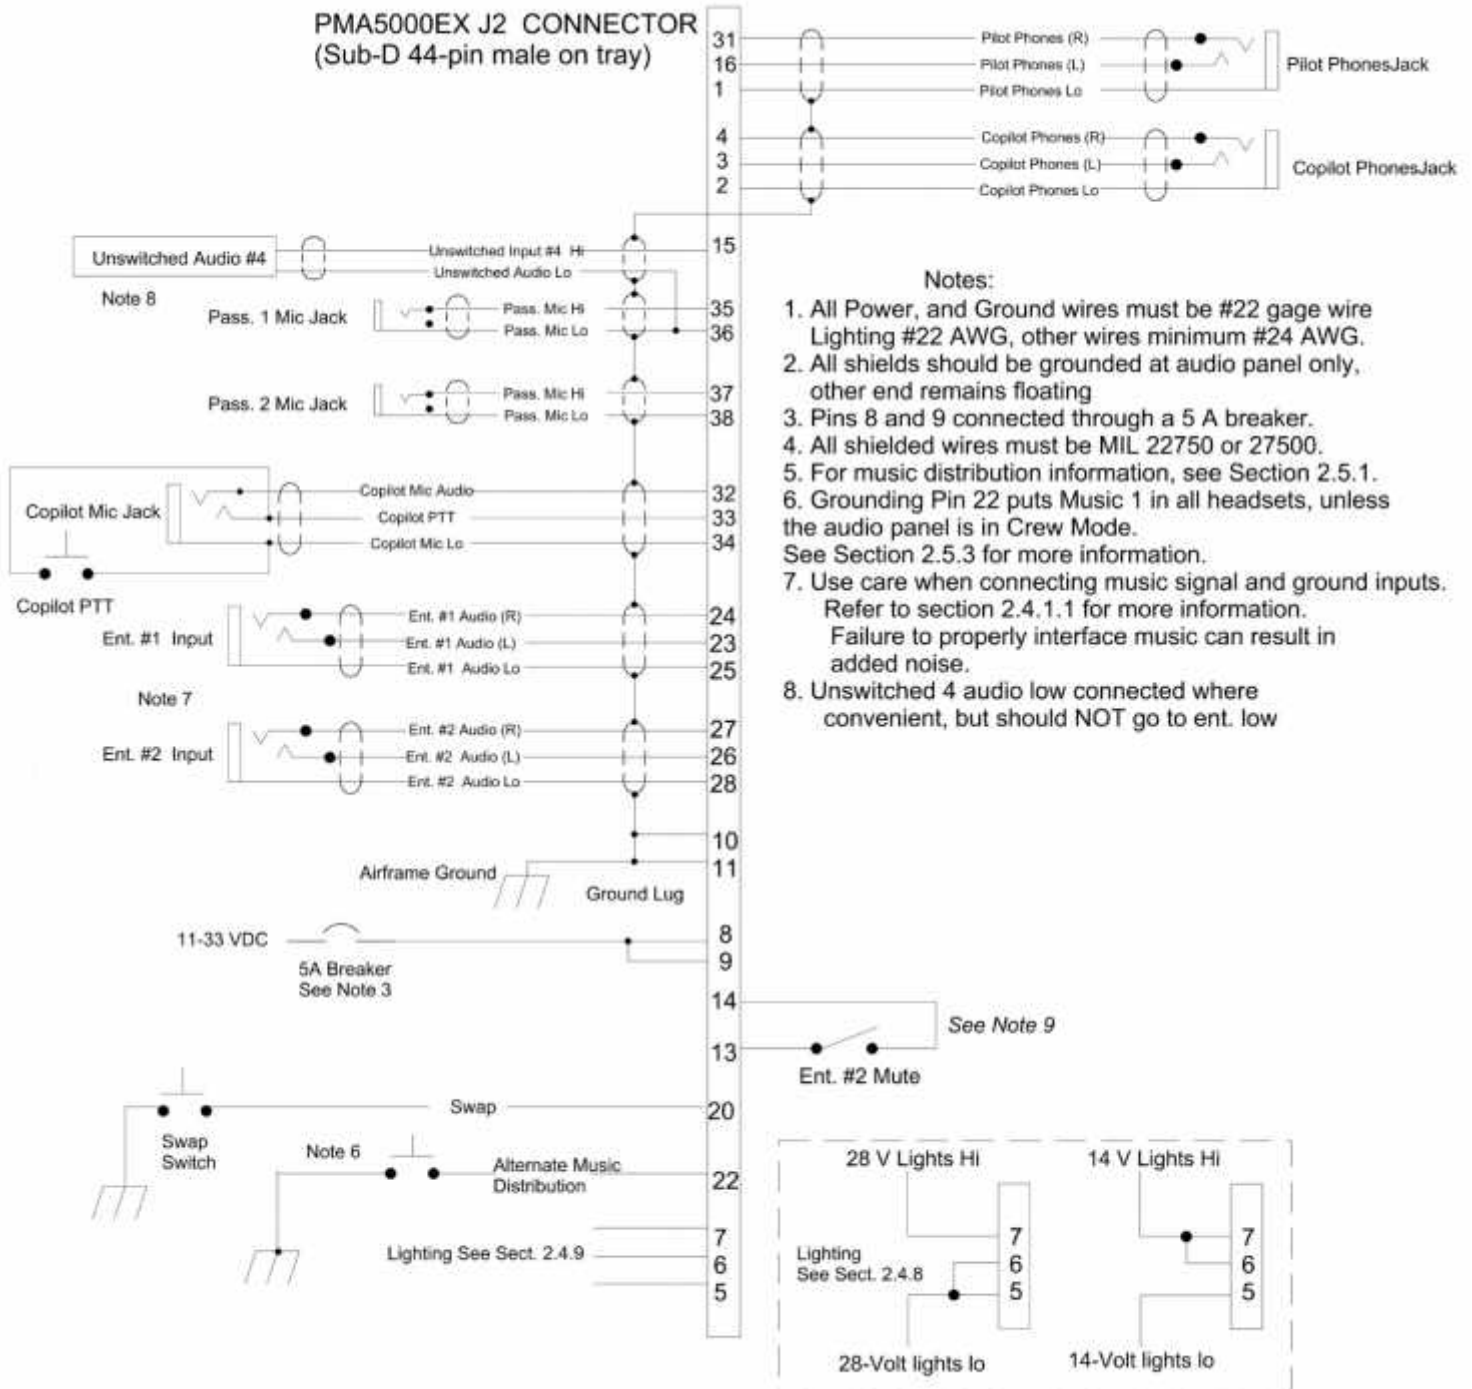 PMA5000EX J2 CONNECTOR
(Sub-D 44-pin male on tray)
31 Pilot Phones (R)
16 Pilot Phones (L)
1 Pilot Phones Lo
Pilot PhonesJack
4 Copilot Phones (R)
3 Copilot Phones (L)
2 Copilot Phones Lo
Copilot PhonesJack
Unswitched Audio #4
Unswitched Input #4 Hi 15
Unswitched Audio Lo
Note 8
Pass. 1 Mic Jack
Pass. Mic Hi 35
Pass. Mic Lo 36
Pass. 2 Mic Jack
Pass. Mic Hi 37
Pass. Mic Lo 38
Copilot Mic Jack
Copilot Mic Audio 32
Copilot PTT 33
Copilot Mic Lo 34
Copilot PTT
Ent. #1 Input
Ent. #1 Audio (R) 24
Ent. #1 Audio (L) 23
Ent. #1 Audio Lo 25
Note 7
Ent. #2 Input
Ent. #2 Audio (R) 27
Ent. #2 Audio (L) 26
Ent. #2 Audio Lo 28
10
11
Airframe Ground
Ground Lug
11-33 VDC
5A Breaker
See Note 3
8
9
14
13
See Note 9
Ent. #2 Mute
Swap 20
Swap
Switch
Note 6
Alternate Music
Distribution
22
Lighting See Sect. 2.4.9
7
6
5
Notes:
1. All Power, and Ground wires must be #22 gage wire
Lighting #22 AWG, other wires minimum #24 AWG.
2. All shields should be grounded at audio panel only,
other end remains floating
3. Pins 8 and 9 connected through a 5 A breaker.
4. All shielded wires must be MIL 22750 or 27500.
5. For music distribution information, see Section 2.5.1.
6. Grounding Pin 22 puts Music 1 in all headsets, unless
the audio panel is in Crew Mode.
See Section 2.5.3 for more information.
7. Use care when connecting music signal and ground inputs.
Refer to section 2.4.1.1 for more information.
Failure to properly interface music can result in
added noise.
8. Unswitched 4 audio low connected where
convenient, but should NOT go to ent. low
28 V Lights Hi
7
6
5
Lighting
See Sect. 2.4.8
28-Volt lights lo
14 V Lights Hi
7
6
5
14-Volt lights lo